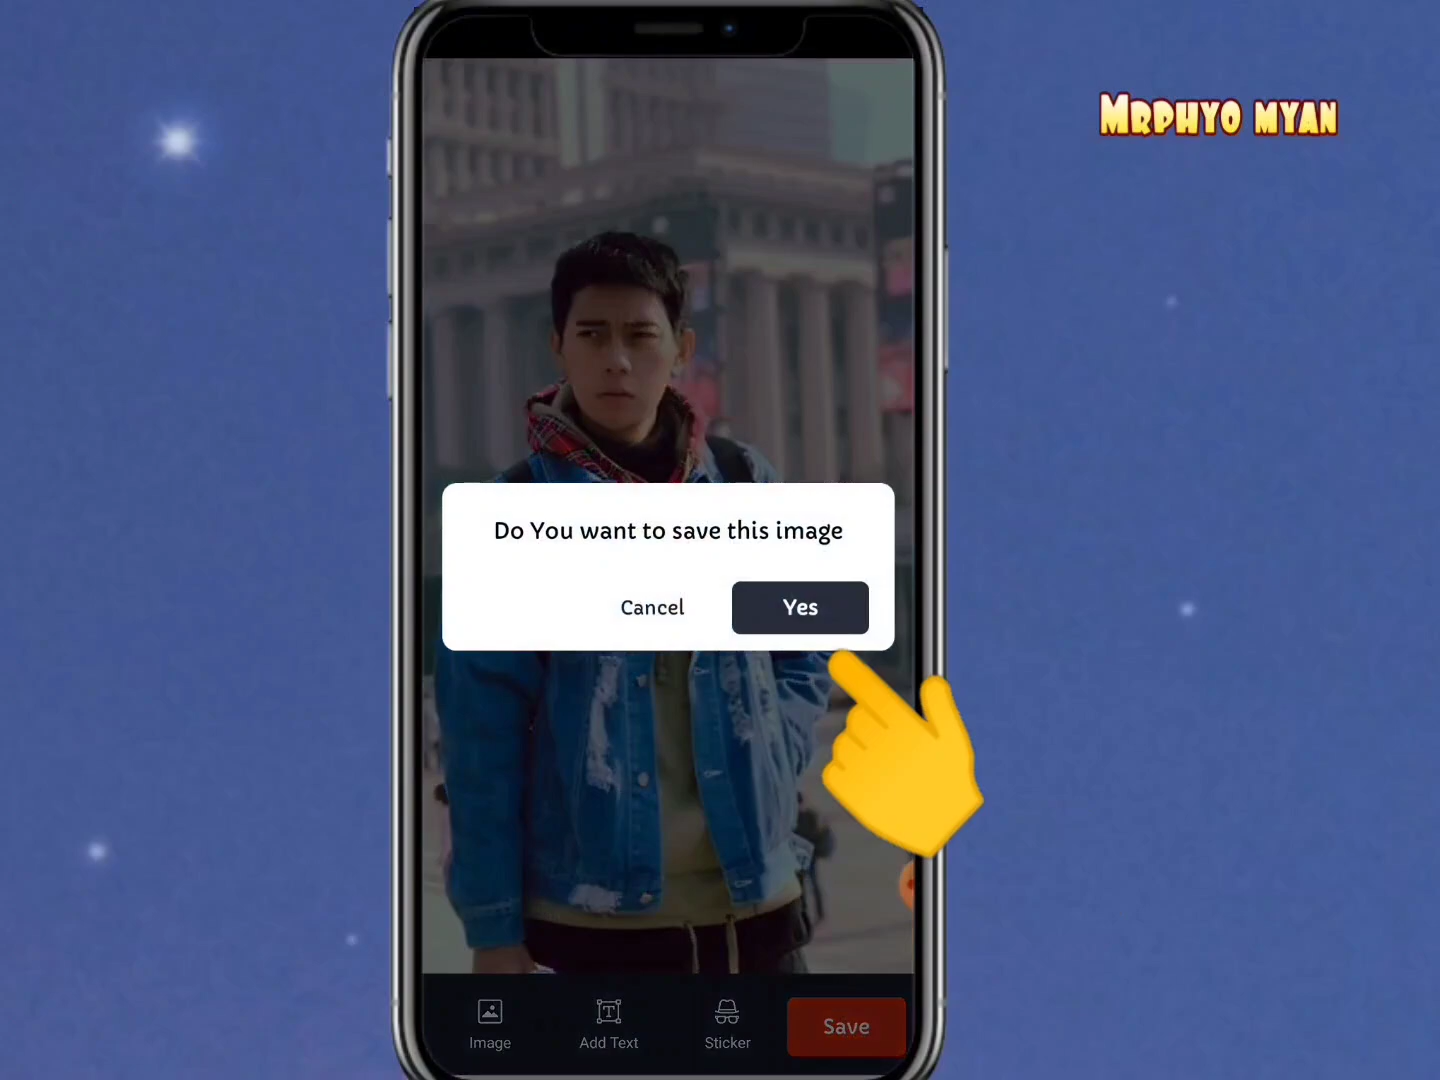 Mrphyo myan
Do You want to save this image
Cancel
Yes
Image
Add Text
Sticker
Save